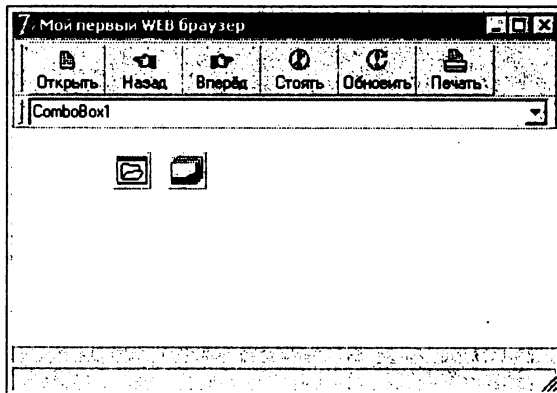 Мой первый WEB браузер
Открыть Назад Вперёд Стоять Обновить Печать
ComboBox1